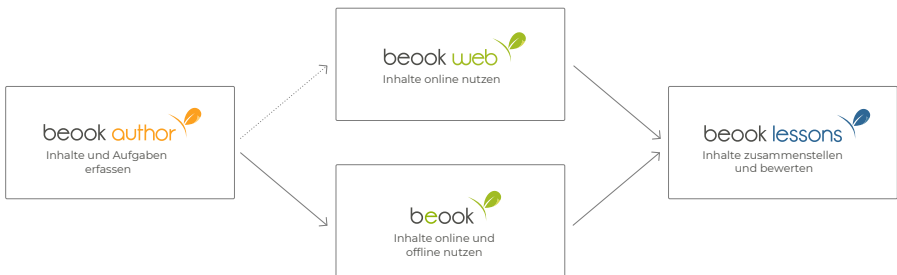 beook author
Inhalte und Aufgaben
erfassen
beook web
Inhalte online nutzen
beook
Inhalte online und
offline nutzen
beook lessons
Inhalte zusammenstellen
und bewerten